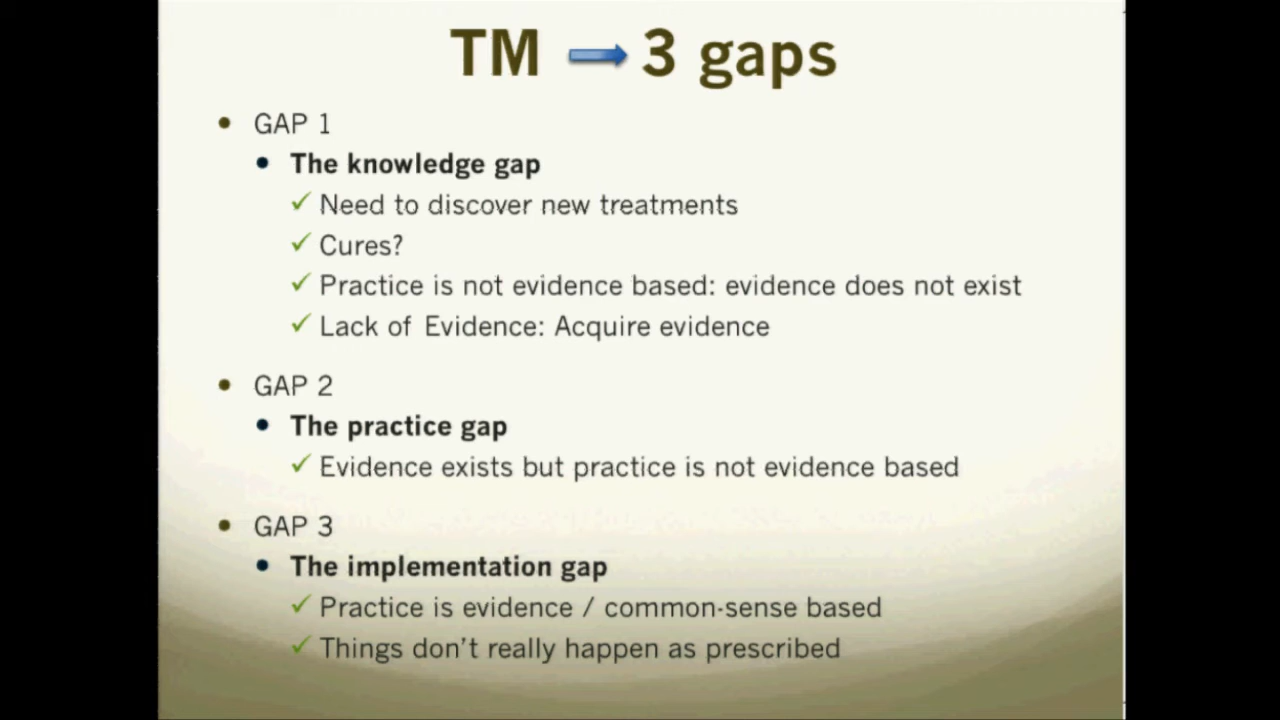 TM 3 gaps
GAP 1
The knowledge gap
Need to discover new treatments
Cures?
Practice is not evidence based: evidence does not exist
Lack of Evidence: Acquire evidence
GAP 2
The practice gap
Evidence exists but practice is not evidence based
GAP 3
The implementation gap
Practice is evidence / common-sense based
Things don't really happen as prescribed